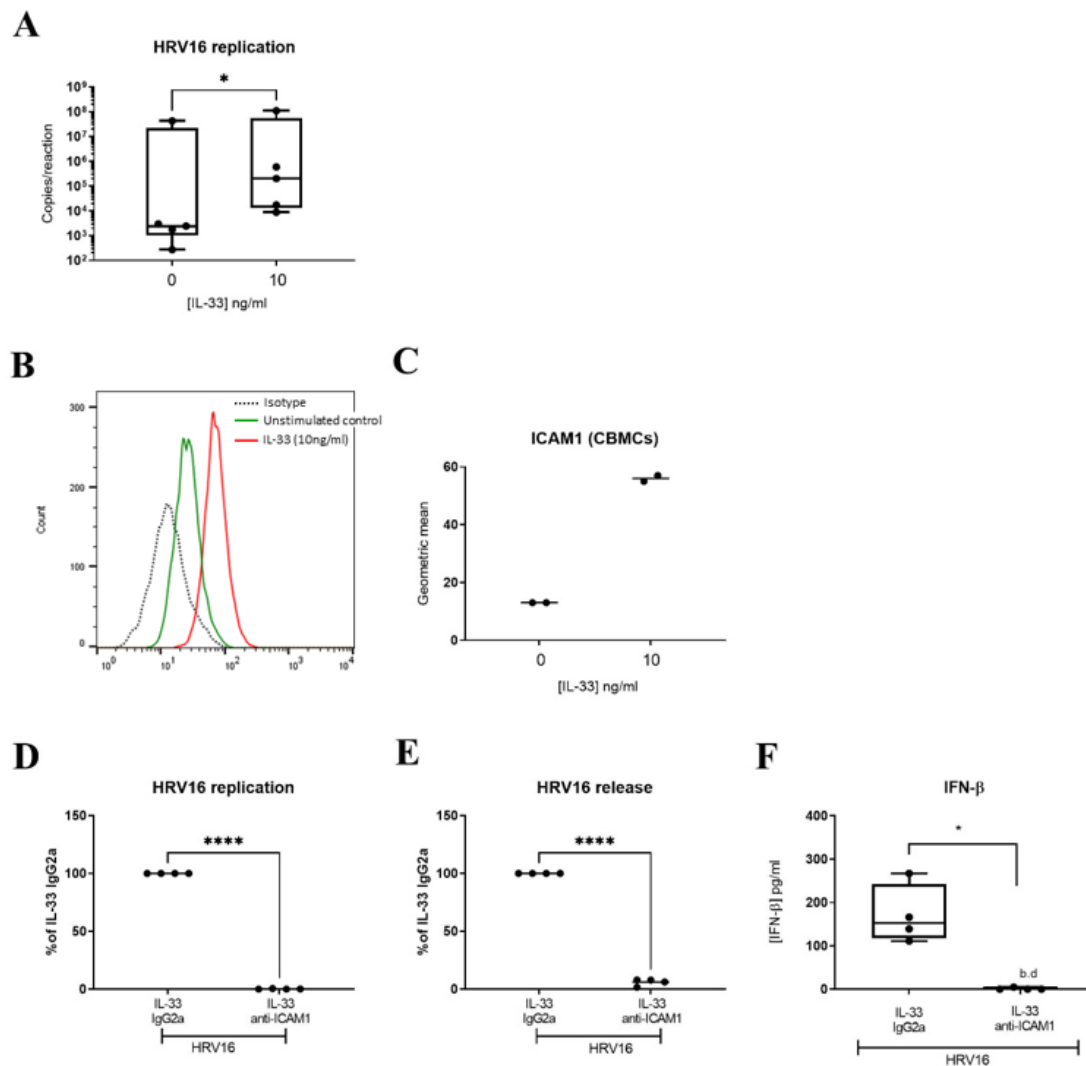 A
HRV16 replication
*
Copies/reaction
10⁹
10⁸
10⁷
10⁶
10⁵
10⁴
10³
10²
0 10
[IL-33] ng/ml
B
Count
300
200
100
0
Isotype
Unstimulated control
IL-33 (10ng/ml)
10⁰ 10¹ 10² 10³ 10⁴
C
ICAM1 (CBMCs)
Geometric mean
60
40
20
0
0 10
[IL-33] ng/ml
D
HRV16 replication
****
%of IL-33 IgG2a
150
100
50
0
IL-33 IL-33
IgG2a anti-ICAM1
HRV16
E
HRV16 release
****
%of IL-33 IgG2a
150
100
50
0
IL-33 IL-33
IgG2a anti-ICAM1
HRV16
F
IFN-β
*
[IFN-β] pg/ml
400
300
200
100
0
b.d
IL-33 IL-33
IgG2a anti-ICAM1
HRV16